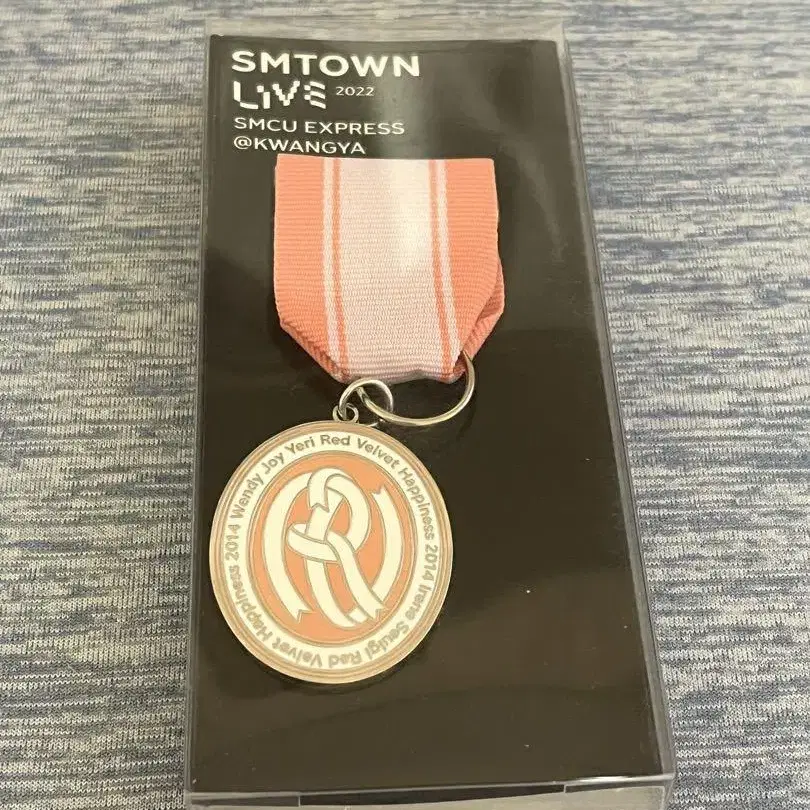 SMTOWN
LIVE 2022
SMCU EXPRESS
@KWANGYA
Wendy Joy Yeri Red Velvet Happiness 2014 Irene Seulgi Red Velvet Happiness 2014